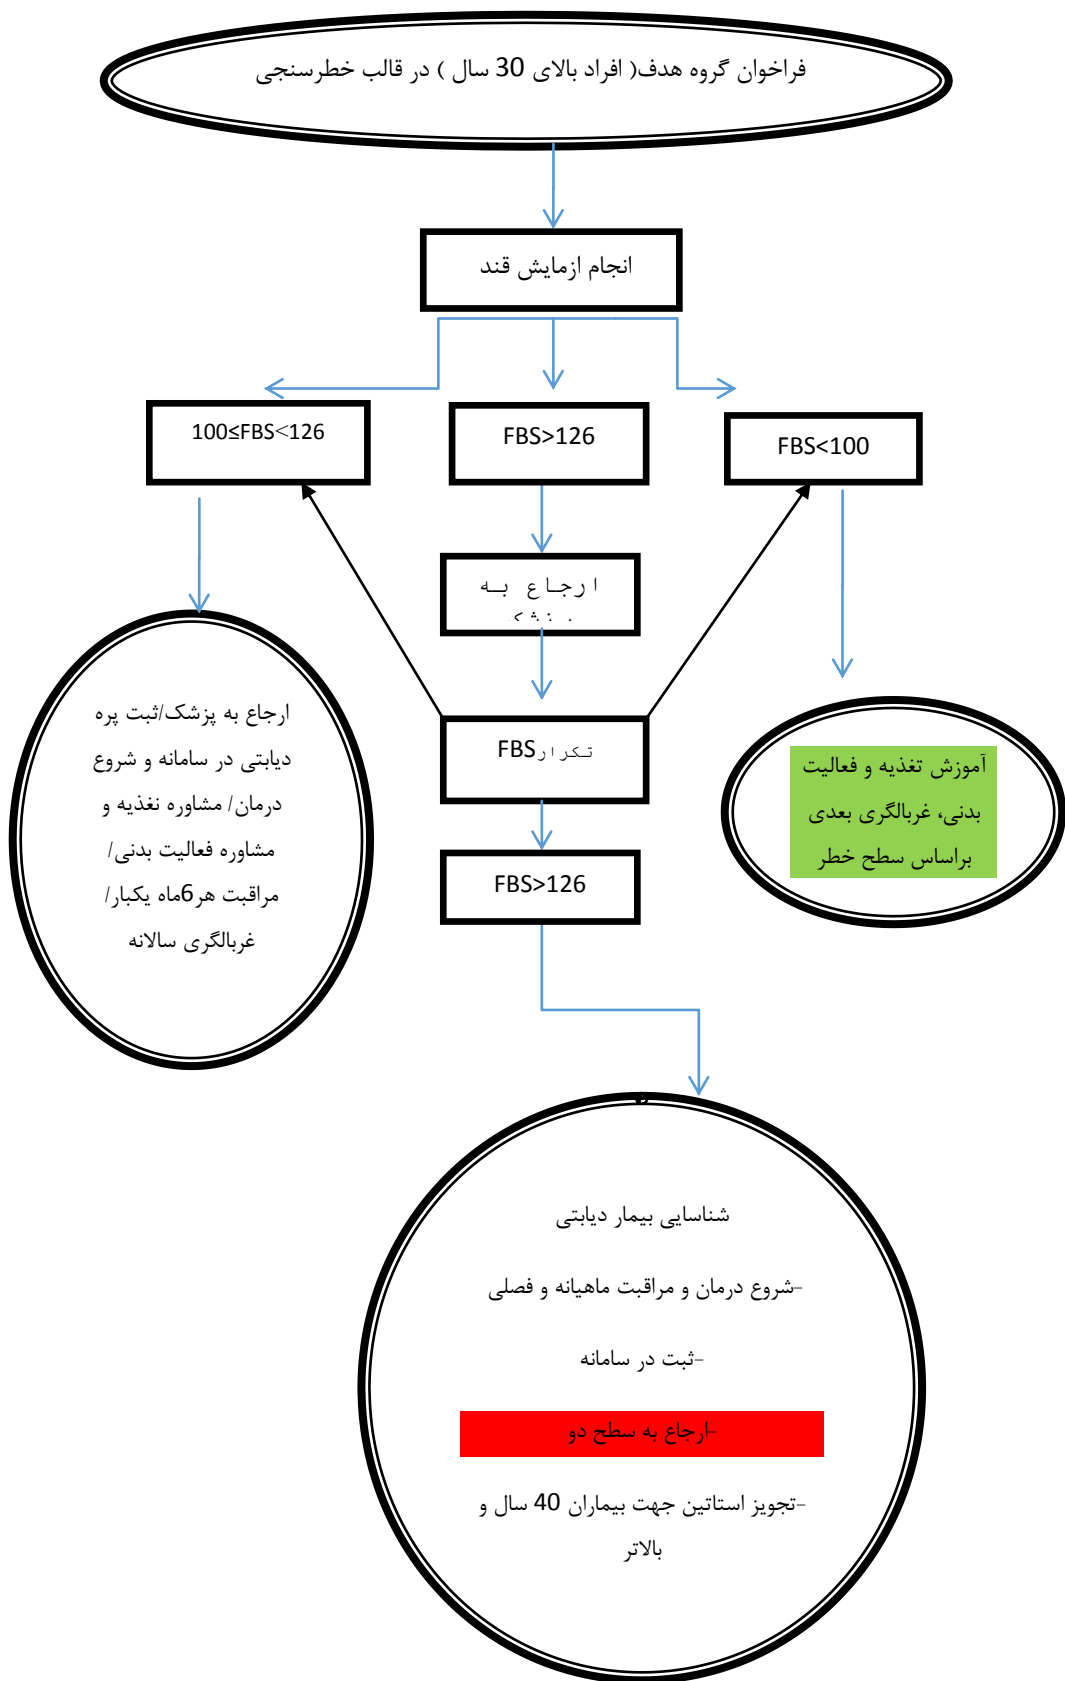 فراخوان گروه هدف( افراد بالای 30 سال ) در قالب خطرسنجی
انجام ازمایش قند
100≤FBS<126
FBS>126
FBS<100
ارجاع به
تکرارFBS
FBS>126
ارجاع به پزشک/ثبت پره
دیابتی در سامانه و شروع
درمان/ مشاوره نغذیه و
مشاوره فعالیت بدنی/
مراقبت هر6ماه یکبار/
غربالگری سالانه
آموزش تغذیه و فعالیت
بدنی، غربالگری بعدی
براساس سطح خطر
شناسایی بیمار دیابتی
-شروع درمان و مراقبت ماهیانه و فصلی
-ثبت در سامانه
-ارجاع به سطح دو
-تجویز استاتین جهت بیماران 40 سال و
بالاتر